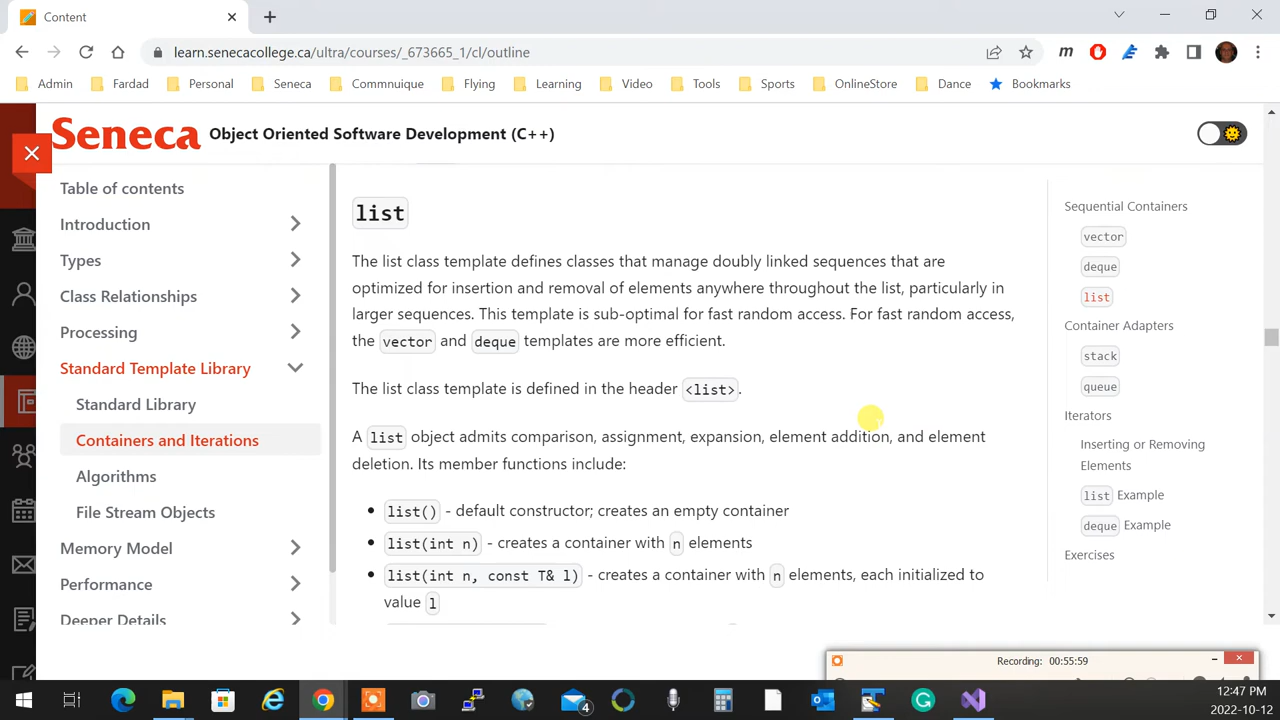 Content
learn.senecacollege.ca/ultra/courses/_673665_1/cl/outline
m
Admin Fardad Personal Seneca Commnuique Flying Learning Video Tools Sports OnlineStore Dance Bookmarks
Seneca Object Oriented Software Development (C++)
Table of contents
Introduction
Types
Class Relationships
Processing
Standard Template Library
Standard Library
Containers and Iterations
Algorithms
File Stream Objects
Memory Model
Performance
Deeper Details
list
The list class template defines classes that manage doubly linked sequences that are
optimized for insertion and removal of elements anywhere throughout the list, particularly in
larger sequences. This template is sub-optimal for fast random access. For fast random access,
the vector and deque templates are more efficient.
The list class template is defined in the header <list>.
A list object admits comparison, assignment, expansion, element addition, and element
deletion. Its member functions include:
• list() - default constructor; creates an empty container
• list(int n) - creates a container with n elements
• list(int n, const T& l) - creates a container with n elements, each initialized to
value l
Sequential Containers
vector
deque
list
Container Adapters
stack
queue
Iterators
Inserting or Removing
Elements
list Example
deque Example
Exercises
Recording: 00:55:59
4
12:47 PM
2022-10-12